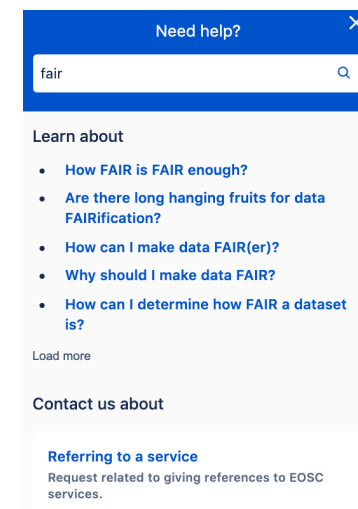 Need help?
fair
Learn about
• How FAIR is FAIR enough?
• Are there long hanging fruits for data
FAIRification?
• How can I make data FAIR(er)?
• Why should I make data FAIR?
• How can I determine how FAIR a dataset
is?
Load more
Contact us about
Referring to a service
Request related to giving references to EOSC
services.